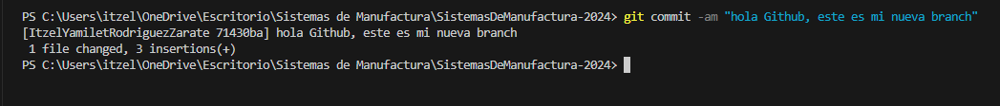 PS C:\Users\itzel\OneDrive\Escritorio\Sistemas de Manufactura\SistemasDeManufactura-2024> git commit -am "hola Github, este es mi nueva branch"
[ItzelYamiletRodriguezZarate 71430ba] hola Github, este es mi nueva branch
 1 file changed, 3 insertions(+)
PS C:\Users\itzel\OneDrive\Escritorio\Sistemas de Manufactura\SistemasDeManufactura-2024>